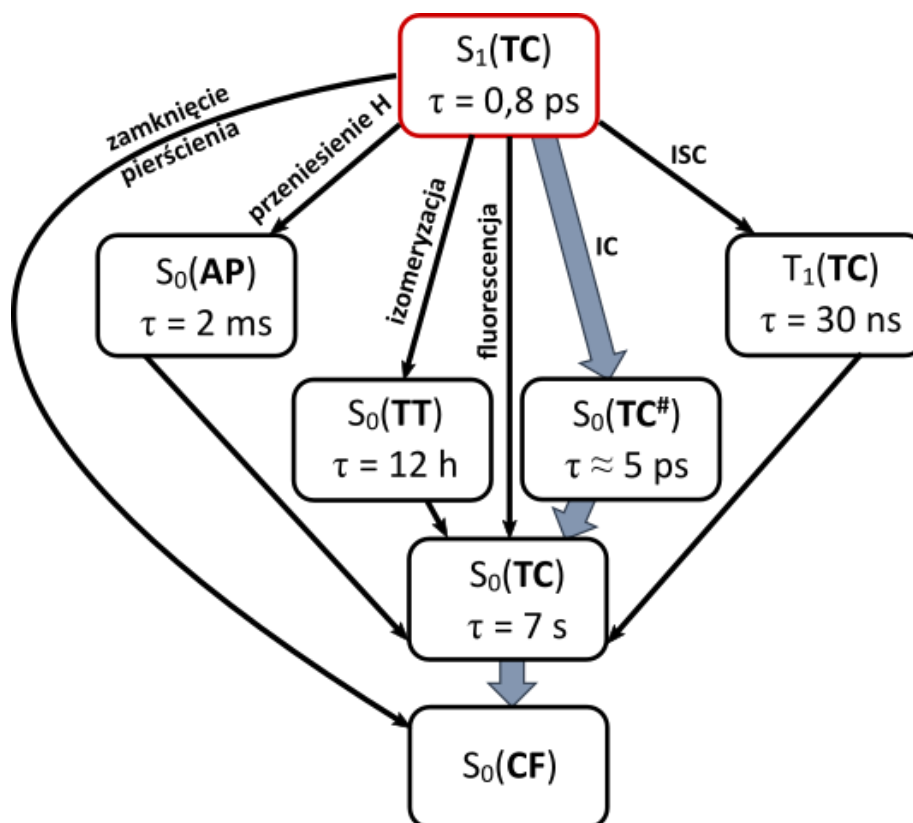 S₁(TC)
τ = 0,8 ps
zamknięcie
pierścienia
przeniesienie H
izomeryzacja
fluorescencja
IC
ISC
S₀(AP)
τ = 2 ms
T₁(TC)
τ = 30 ns
S₀(TT)
τ = 12 h
S₀(TC#)
τ ≈ 5 ps
S₀(TC)
τ = 7 s
S₀(CF)